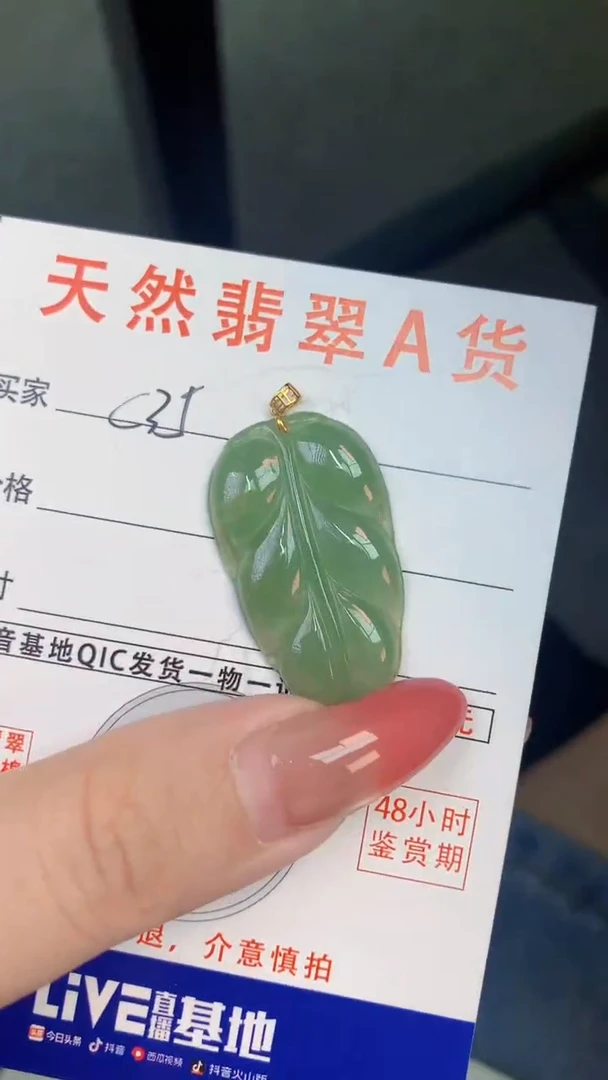 天然翡翠A货
买家
格
音基地QIC发货一物一
元
翠
48小时
鉴赏期
退，介意慎拍
LiVE直播基地
今日头条 抖音 西瓜视频 抖音火山版